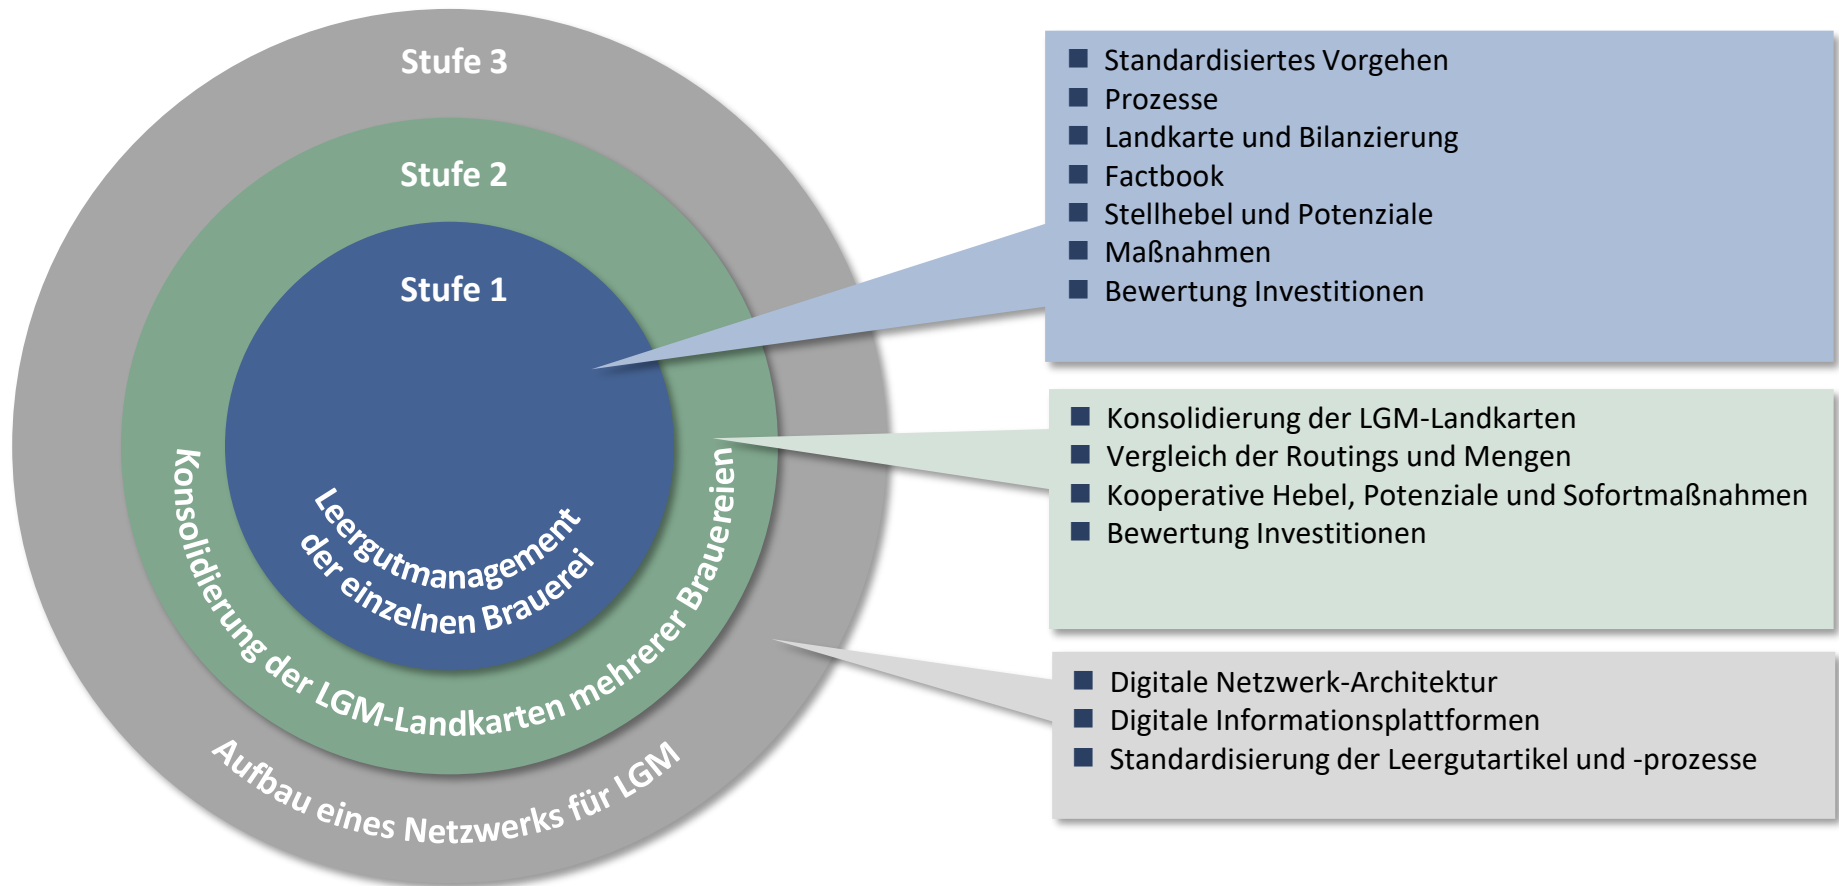 Stufe 3
Stufe 2
Stufe 1
Leergutmanagement
der einzelnen Brauerei
Konsolidierung der LGM-Landkarten mehrerer Brauereien
Aufbau eines Netzwerks für LGM
Standardisiertes Vorgehen
Prozesse
Landkarte und Bilanzierung
Factbook
Stellhebel und Potenziale
Maßnahmen
Bewertung Investitionen
Konsolidierung der LGM-Landkarten
Vergleich der Routings und Mengen
Kooperative Hebel, Potenziale und Sofortmaßnahmen
Bewertung Investitionen
Digitale Netzwerk-Architektur
Digitale Informationsplattformen
Standardisierung der Leergutartikel und -prozesse